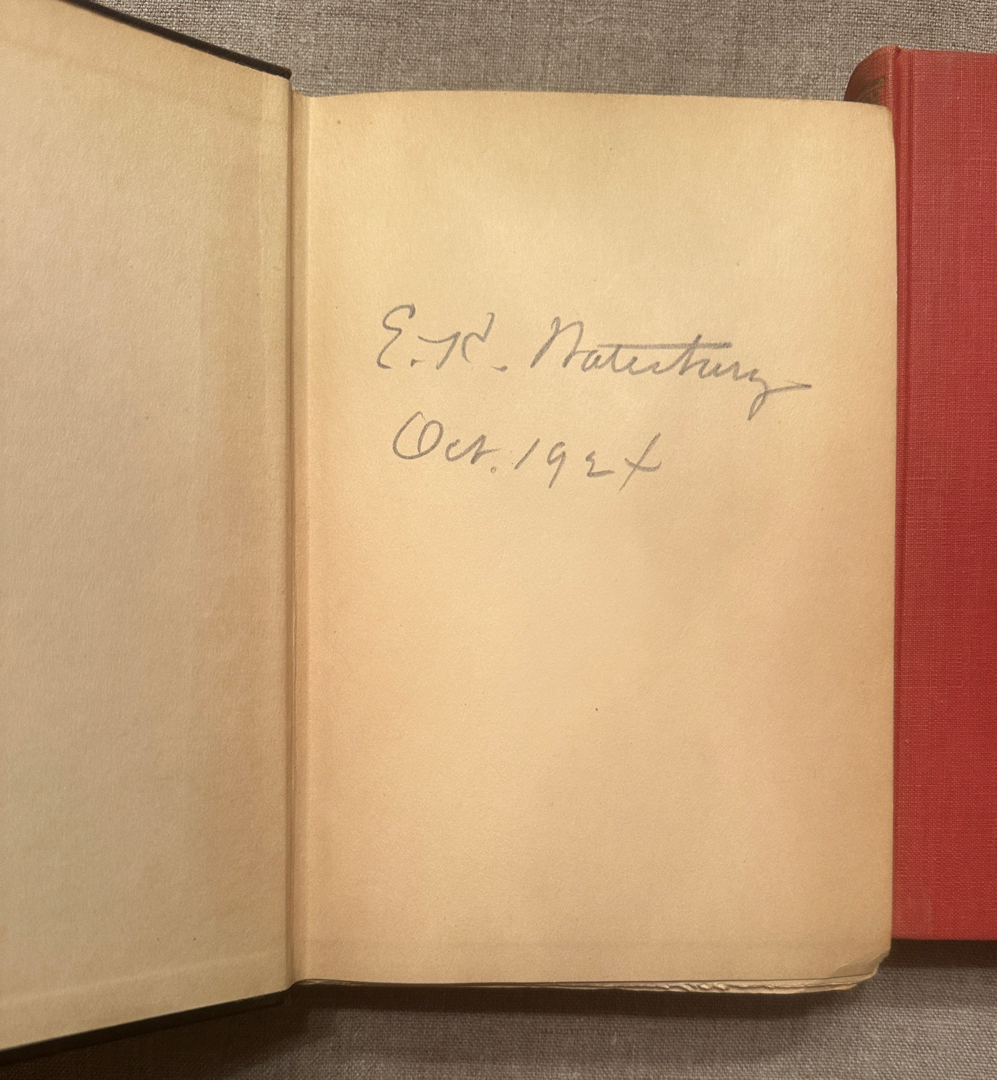 E. K. Waterbury
Oct. 1924